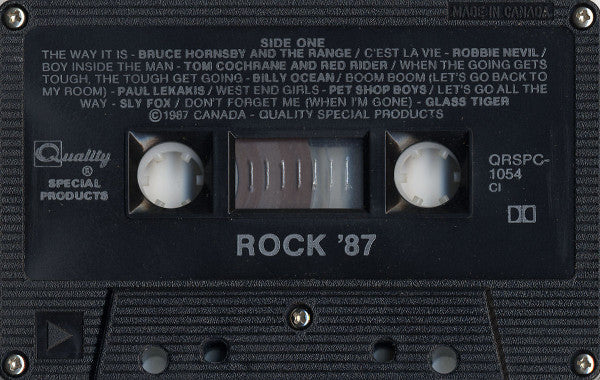 MADE IN CANADA
SIDE ONE
THE WAY IT IS - BRUCE HORNSBY AND THE RANGE / C'EST LA VIE - ROBBIE NEVIL /
BOY INSIDE THE MAN - TOM COCHRANE AND RED RIDER / WHEN THE GOING GETS
TOUGH, THE TOUGH GET GOING - BILLY OCEAN / BOOM BOOM (LET'S GO BACK TO
MY ROOM) - PAUL LEKAKIS / WEST END GIRLS - PET SHOP BOYS / LET'S GO ALL THE
WAY - SLY FOX / DON'T FORGET ME (WHEN I'M GONE) - GLASS TIGER
©1987 CANADA - QUALITY SPECIAL PRODUCTS
Quality
®
SPECIAL
PRODUCTS
QRSPC-
1054
CI
ROCK '87